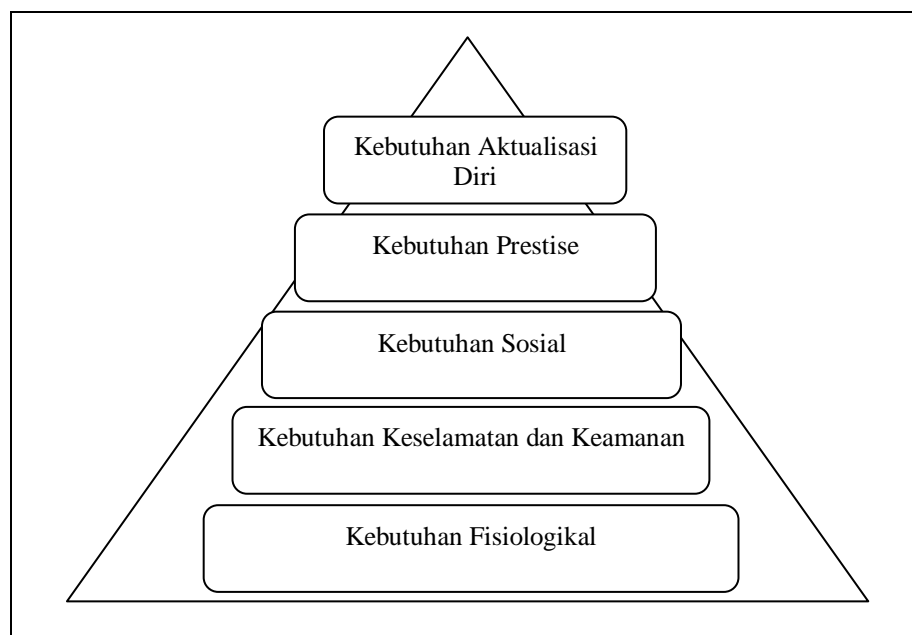 Kebutuhan Aktualisasi
Diri
Kebutuhan Prestise
Kebutuhan Sosial
Kebutuhan Keselamatan dan Keamanan
Kebutuhan Fisiologikal